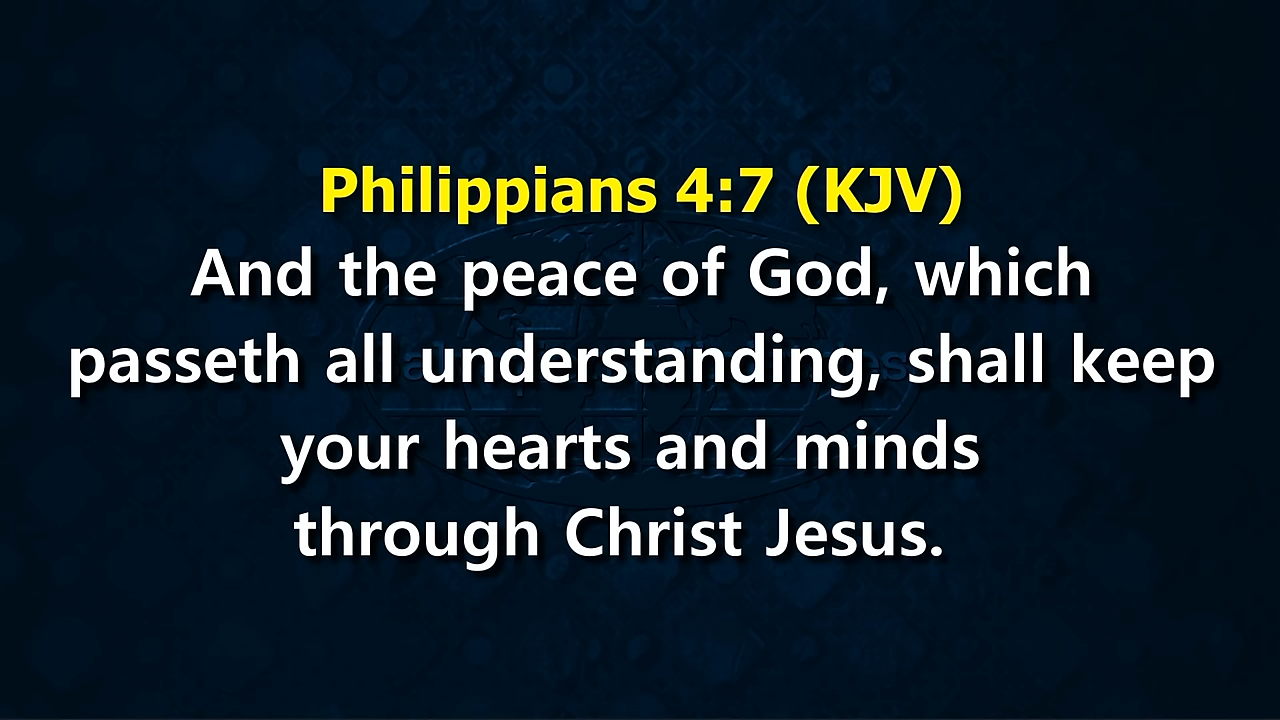 Philippians 4:7 (KJV)
And the peace of God, which
passeth all understanding, shall keep
your hearts and minds
through Christ Jesus.